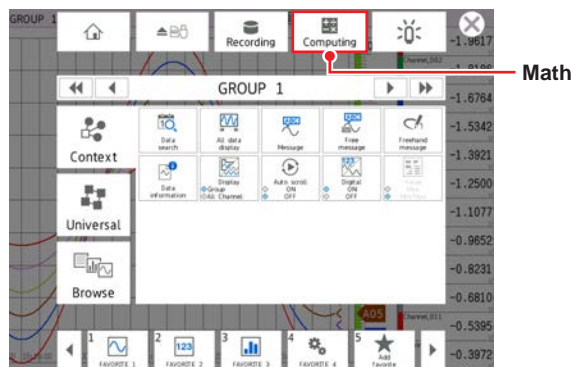 GROUP 1
Recording
Computing
-1.9617
Channel_002
Math
GROUP 1
-1.6764
Context
Data search
All data display
Message
Free message
Freehand message
-1.5342
-1.3921
Data information
Display
Group
All Channel
Auto scroll
ON
OFF
Digital
ON
OFF
-1.2500
-1.1077
Universal
-0.9652
-0.8231
Browse
-0.6810
A05
Channel_011
-0.5395
1
FAVORITE 1
2
123
FAVORITE 2
3
FAVORITE 3
4
FAVORITE 4
5
Add favorite
-0.3972